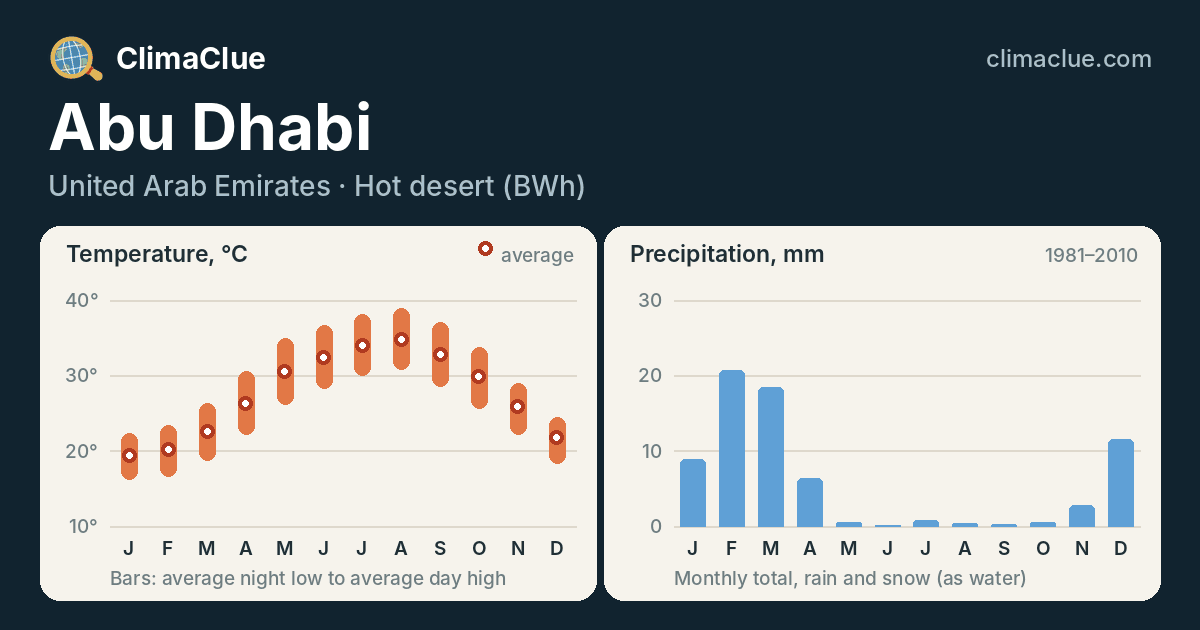 ClimaClue
climaclue.com
Abu Dhabi
United Arab Emirates · Hot desert (BWh)
Temperature, °C
average
40°
30°
20°
10°
J F M A M J J A S O N D
Bars: average night low to average day high
Precipitation, mm
1981–2010
30
20
10
0
J F M A M J J A S O N D
Monthly total, rain and snow (as water)